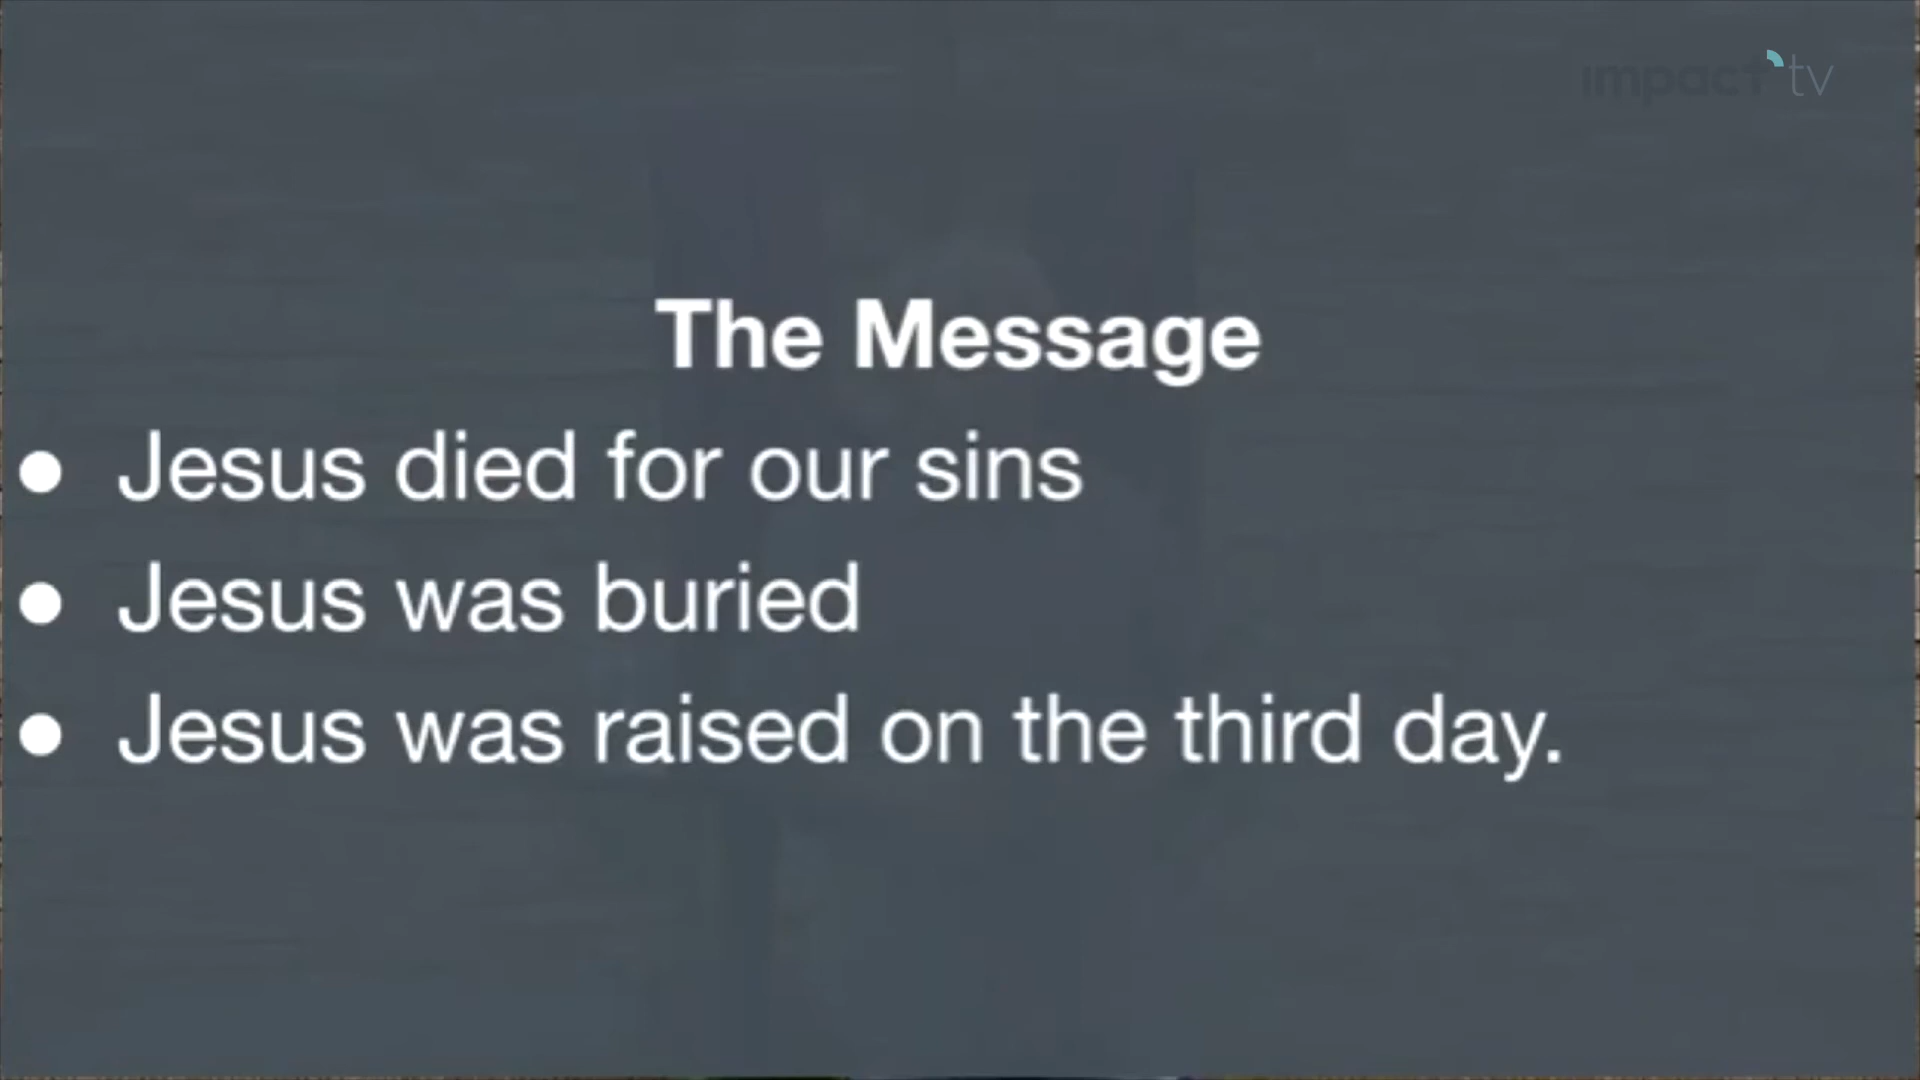 impact tv
The Message
• Jesus died for our sins
• Jesus was buried
• Jesus was raised on the third day.